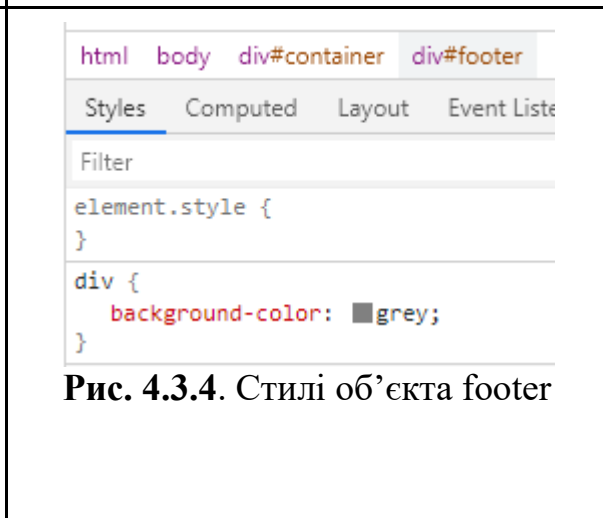 html body div#container div#footer
Styles Computed Layout Event Liste
Filter
element.style {
}
div {
background-color: grey;
}
Рис. 4.3.4. Стилі об’єкта footer